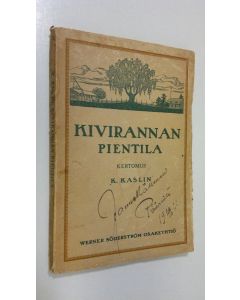 KIVIRANNAN
PIENTILA
KERTOMUS
K. KASLIN
WERNER SÖDERSTRÖM OSAKEYHTIÖ